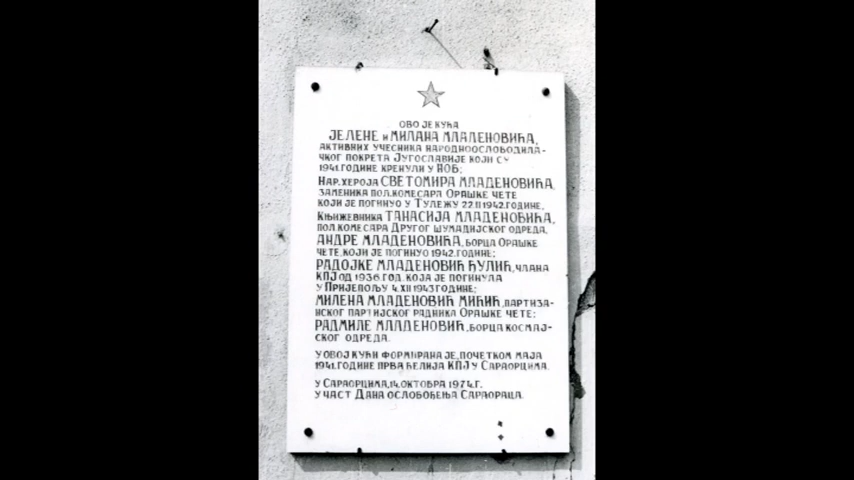 ОВО ЈЕ КУЋА
ЈЕЛЕНЕ и МИЛАНА МЛАДЕНОВИЋА,
АКТИВНИХ УЧЕСНИКА НАРОДНООСЛОБОДИЛА-
ЧКОГ ПОКРЕТА ЈУГОСЛАВИЈЕ КОЈИ СУ
1941.ГОДИНЕ КРЕНУЛИ У НОБ;
НАР. ХЕРОЈА СВЕТОМИРА МЛАДЕНОВИЋА,
ЗАМЕНИКА ПОЛ.КОМЕСАРА ОРАШКЕ ЧЕТЕ
КОЈИ ЈЕ ПОГИНУО У ТУЛЕЖУ 22.II 1942.ГОДИНЕ,
КЊИЖЕВНИКА ТАНАСИЈА МЛАДЕНОВИЋА,
ПОЛ.КОМЕСАРА ДРУГОГ ШУМАДИЈСКОГ ОДРЕДА,
АНДРЕ МЛАДЕНОВИЋА, БОРЦА ОРАШКЕ
ЧЕТЕ, КОЈИ ЈЕ ПОГИНУО 1942.ГОДИНЕ;
РАДОЈКЕ МЛАДЕНОВИЋ ЂУЛИЋ, ЧЛАНА
КПЈ ОД 1936.ГОД. КОЈА ЈЕ ПОГИНУЛА
У ПРИЈЕПОЉУ 4.XII 1943 ГОДИНЕ;
МИЛЕНА МЛАДЕНОВИЋ МИЋИЋ, ПАРТИЗА-
НСКОГ ПАРТИЈСКОГ РАДНИКА ОРАШКЕ ЧЕТЕ;
РАДМИЛЕ МЛАДЕНОВИЋ, БОРЦА КОСМАЈ-
СКОГ ОДРЕДА.
У ОВОЈ КУЋИ ФОРМИРАНА ЈЕ, ПОЧЕТКОМ МАЈА
1941.ГОДИНЕ ПРВА ЋЕЛИЈА КПЈ У САРАОРЦИМА.
У САРАОРЦИМА, 14.ОКТОБРА 1974.Г.
У ЧАСТ ДАНА ОСЛОБОЂЕЊА САРАОРАЦА.